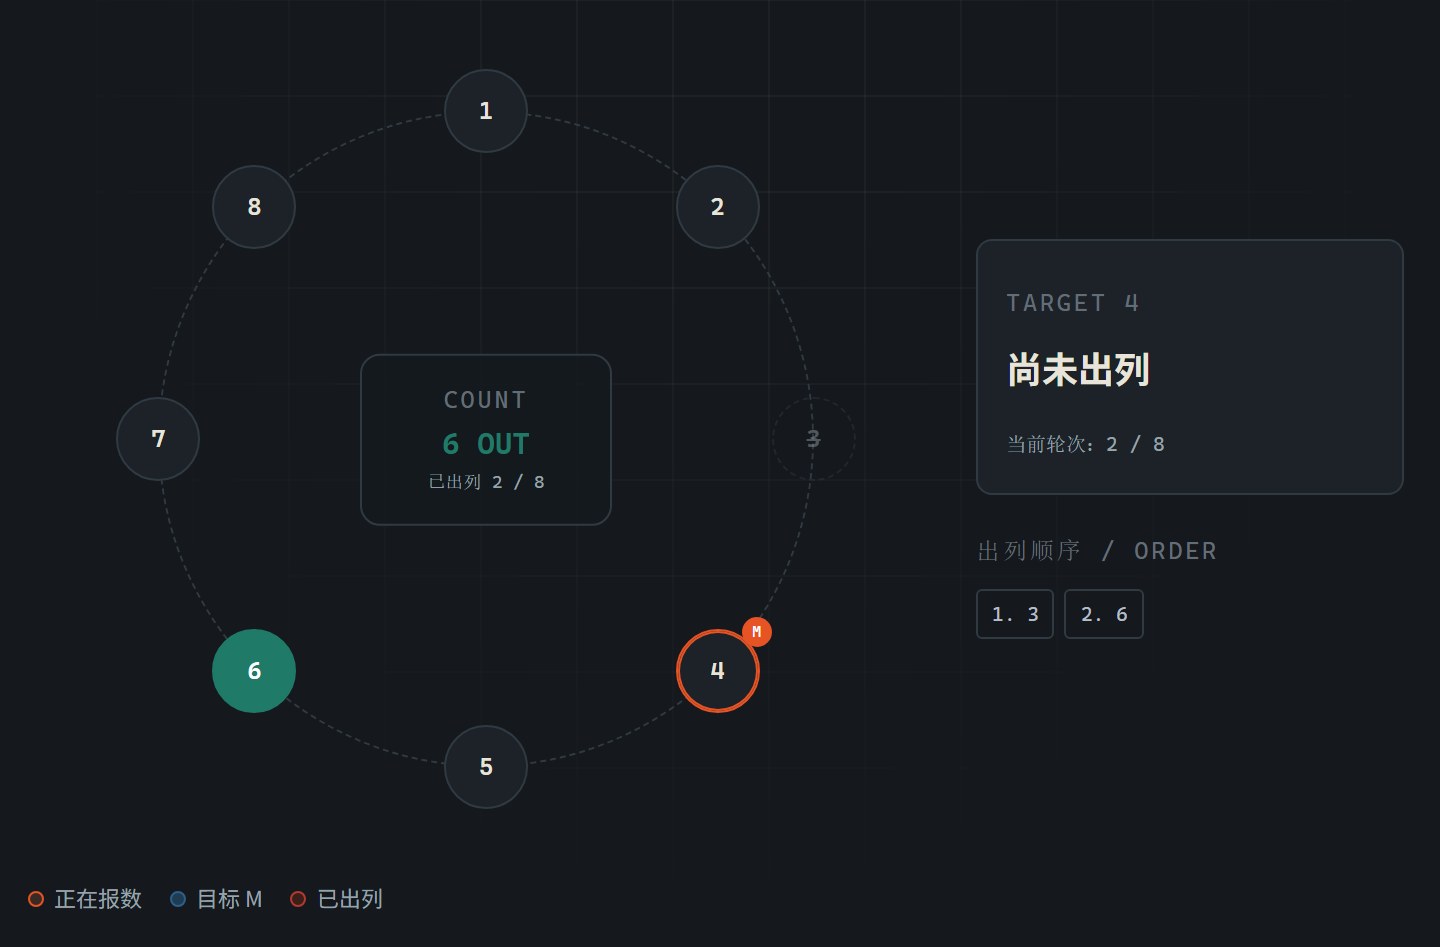 1
8
2
TARGET 4
尚未出列
当前轮次: 2 / 8
COUNT
6 OUT
已出列 2 / 8
7
3
出列顺序 / ORDER
1. 3
2. 6
M
6
4
5
正在报数
目标 M
已出列